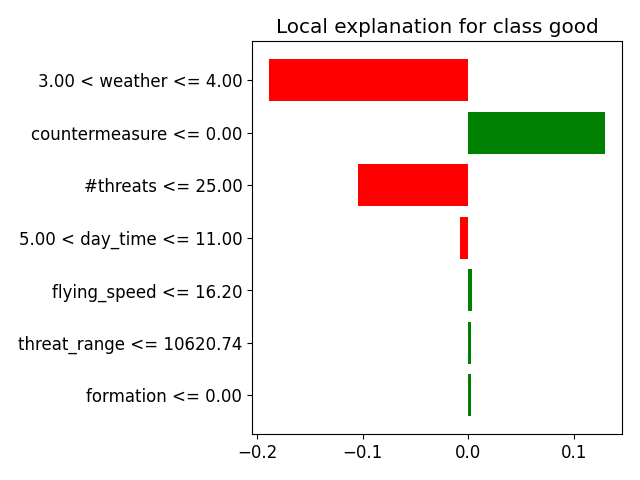 Local explanation for class good
3.00 < weather <= 4.00
countermeasure <= 0.00
#threats <= 25.00
5.00 < day_time <= 11.00
flying_speed <= 16.20
threat_range <= 10620.74
formation <= 0.00
−0.2 −0.1 0.0 0.1